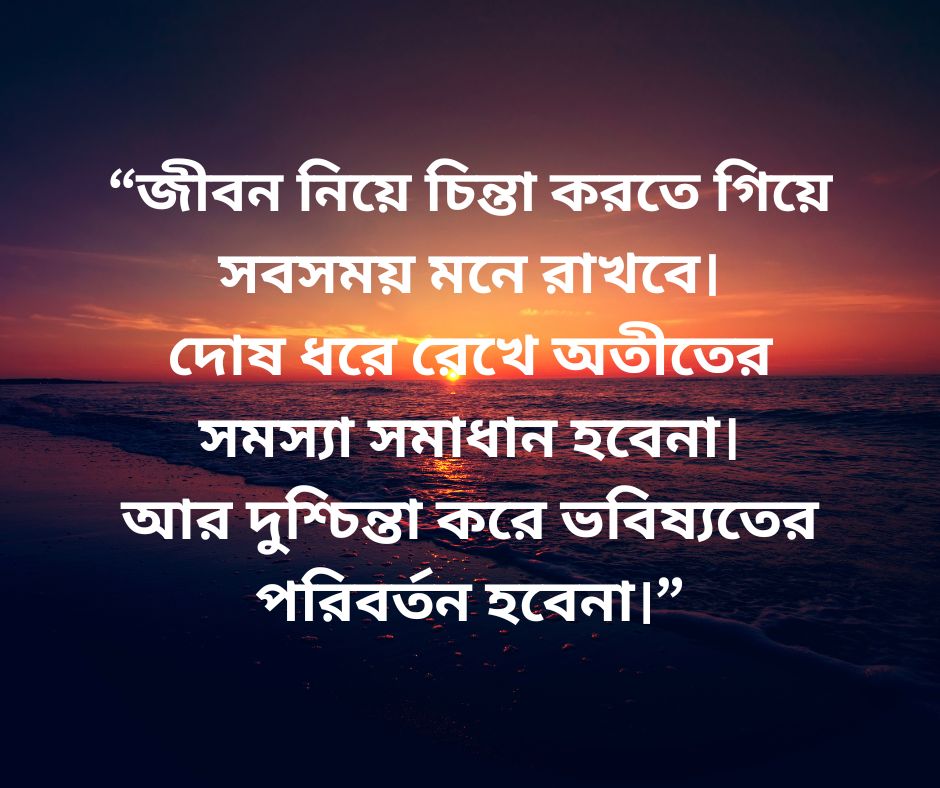 “জীবন নিয়ে চিন্তা করতে গিয়ে
সবসময় মনে রাখবে|
দোষ ধরে রেখে অতীতের
সমস্যা সমাধান হবেনা|
আর দুশ্চিন্তা করে ভবিষ্যতের
পরিবর্তন হবেনা|”